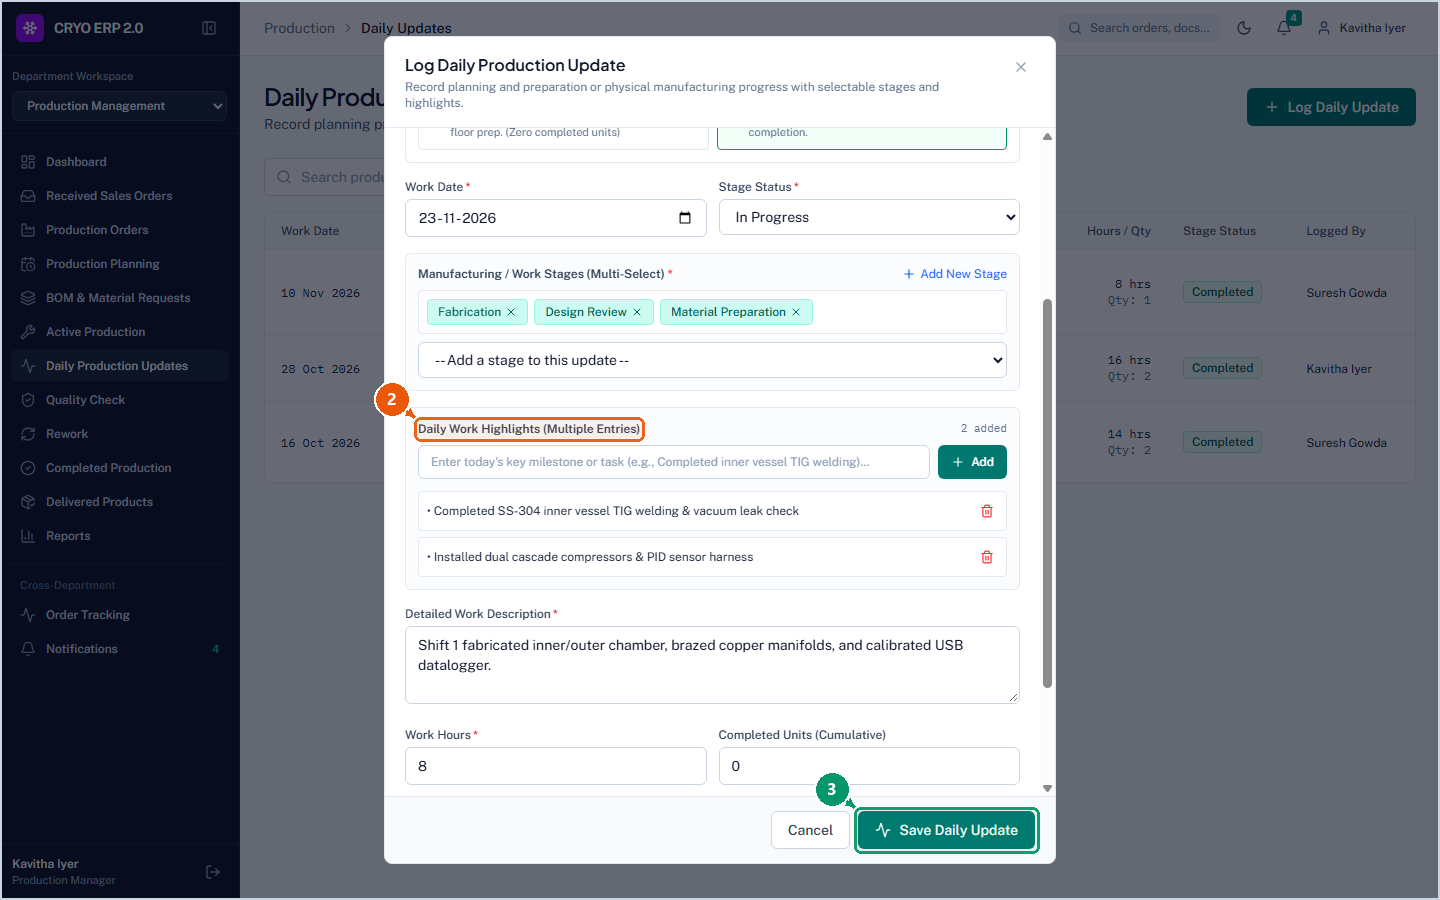 CRYO ERP 2.0
Department Workspace
Production Management
Dashboard
Received Sales Orders
Production Orders
Production Planning
BOM & Material Requests
Active Production
Daily Production Updates
Quality Check
Rework
Completed Production
Delivered Products
Reports
Cross-Department
Order Tracking
Notifications 4
Kavitha Iyer
Production Manager
Production > Daily Updates
Search orders, docs...
4
Kavitha Iyer
Daily Produ
Record planning p
+ Log Daily Update
Search produ
Work Date Hours / Qty Stage Status Logged By
10 Nov 2026 8 hrs Qty: 1 Completed Suresh Gowda
28 Oct 2026 16 hrs Qty: 2 Completed Kavitha Iyer
16 Oct 2026 14 hrs Qty: 2 Completed Suresh Gowda
Log Daily Production Update
Record planning and preparation or physical manufacturing progress with selectable stages and
highlights.
floor prep. (Zero completed units) completion.
Work Date * Stage Status *
23-11-2026 In Progress
Manufacturing / Work Stages (Multi-Select) * + Add New Stage
Fabrication × Design Review × Material Preparation ×
-- Add a stage to this update --
2
Daily Work Highlights (Multiple Entries) 2 added
Enter today's key milestone or task (e.g., Completed inner vessel TIG welding)... + Add
• Completed SS-304 inner vessel TIG welding & vacuum leak check
• Installed dual cascade compressors & PID sensor harness
Detailed Work Description *
Shift 1 fabricated inner/outer chamber, brazed copper manifolds, and calibrated USB
datalogger.
Work Hours * Completed Units (Cumulative)
8 0
3
Cancel Save Daily Update